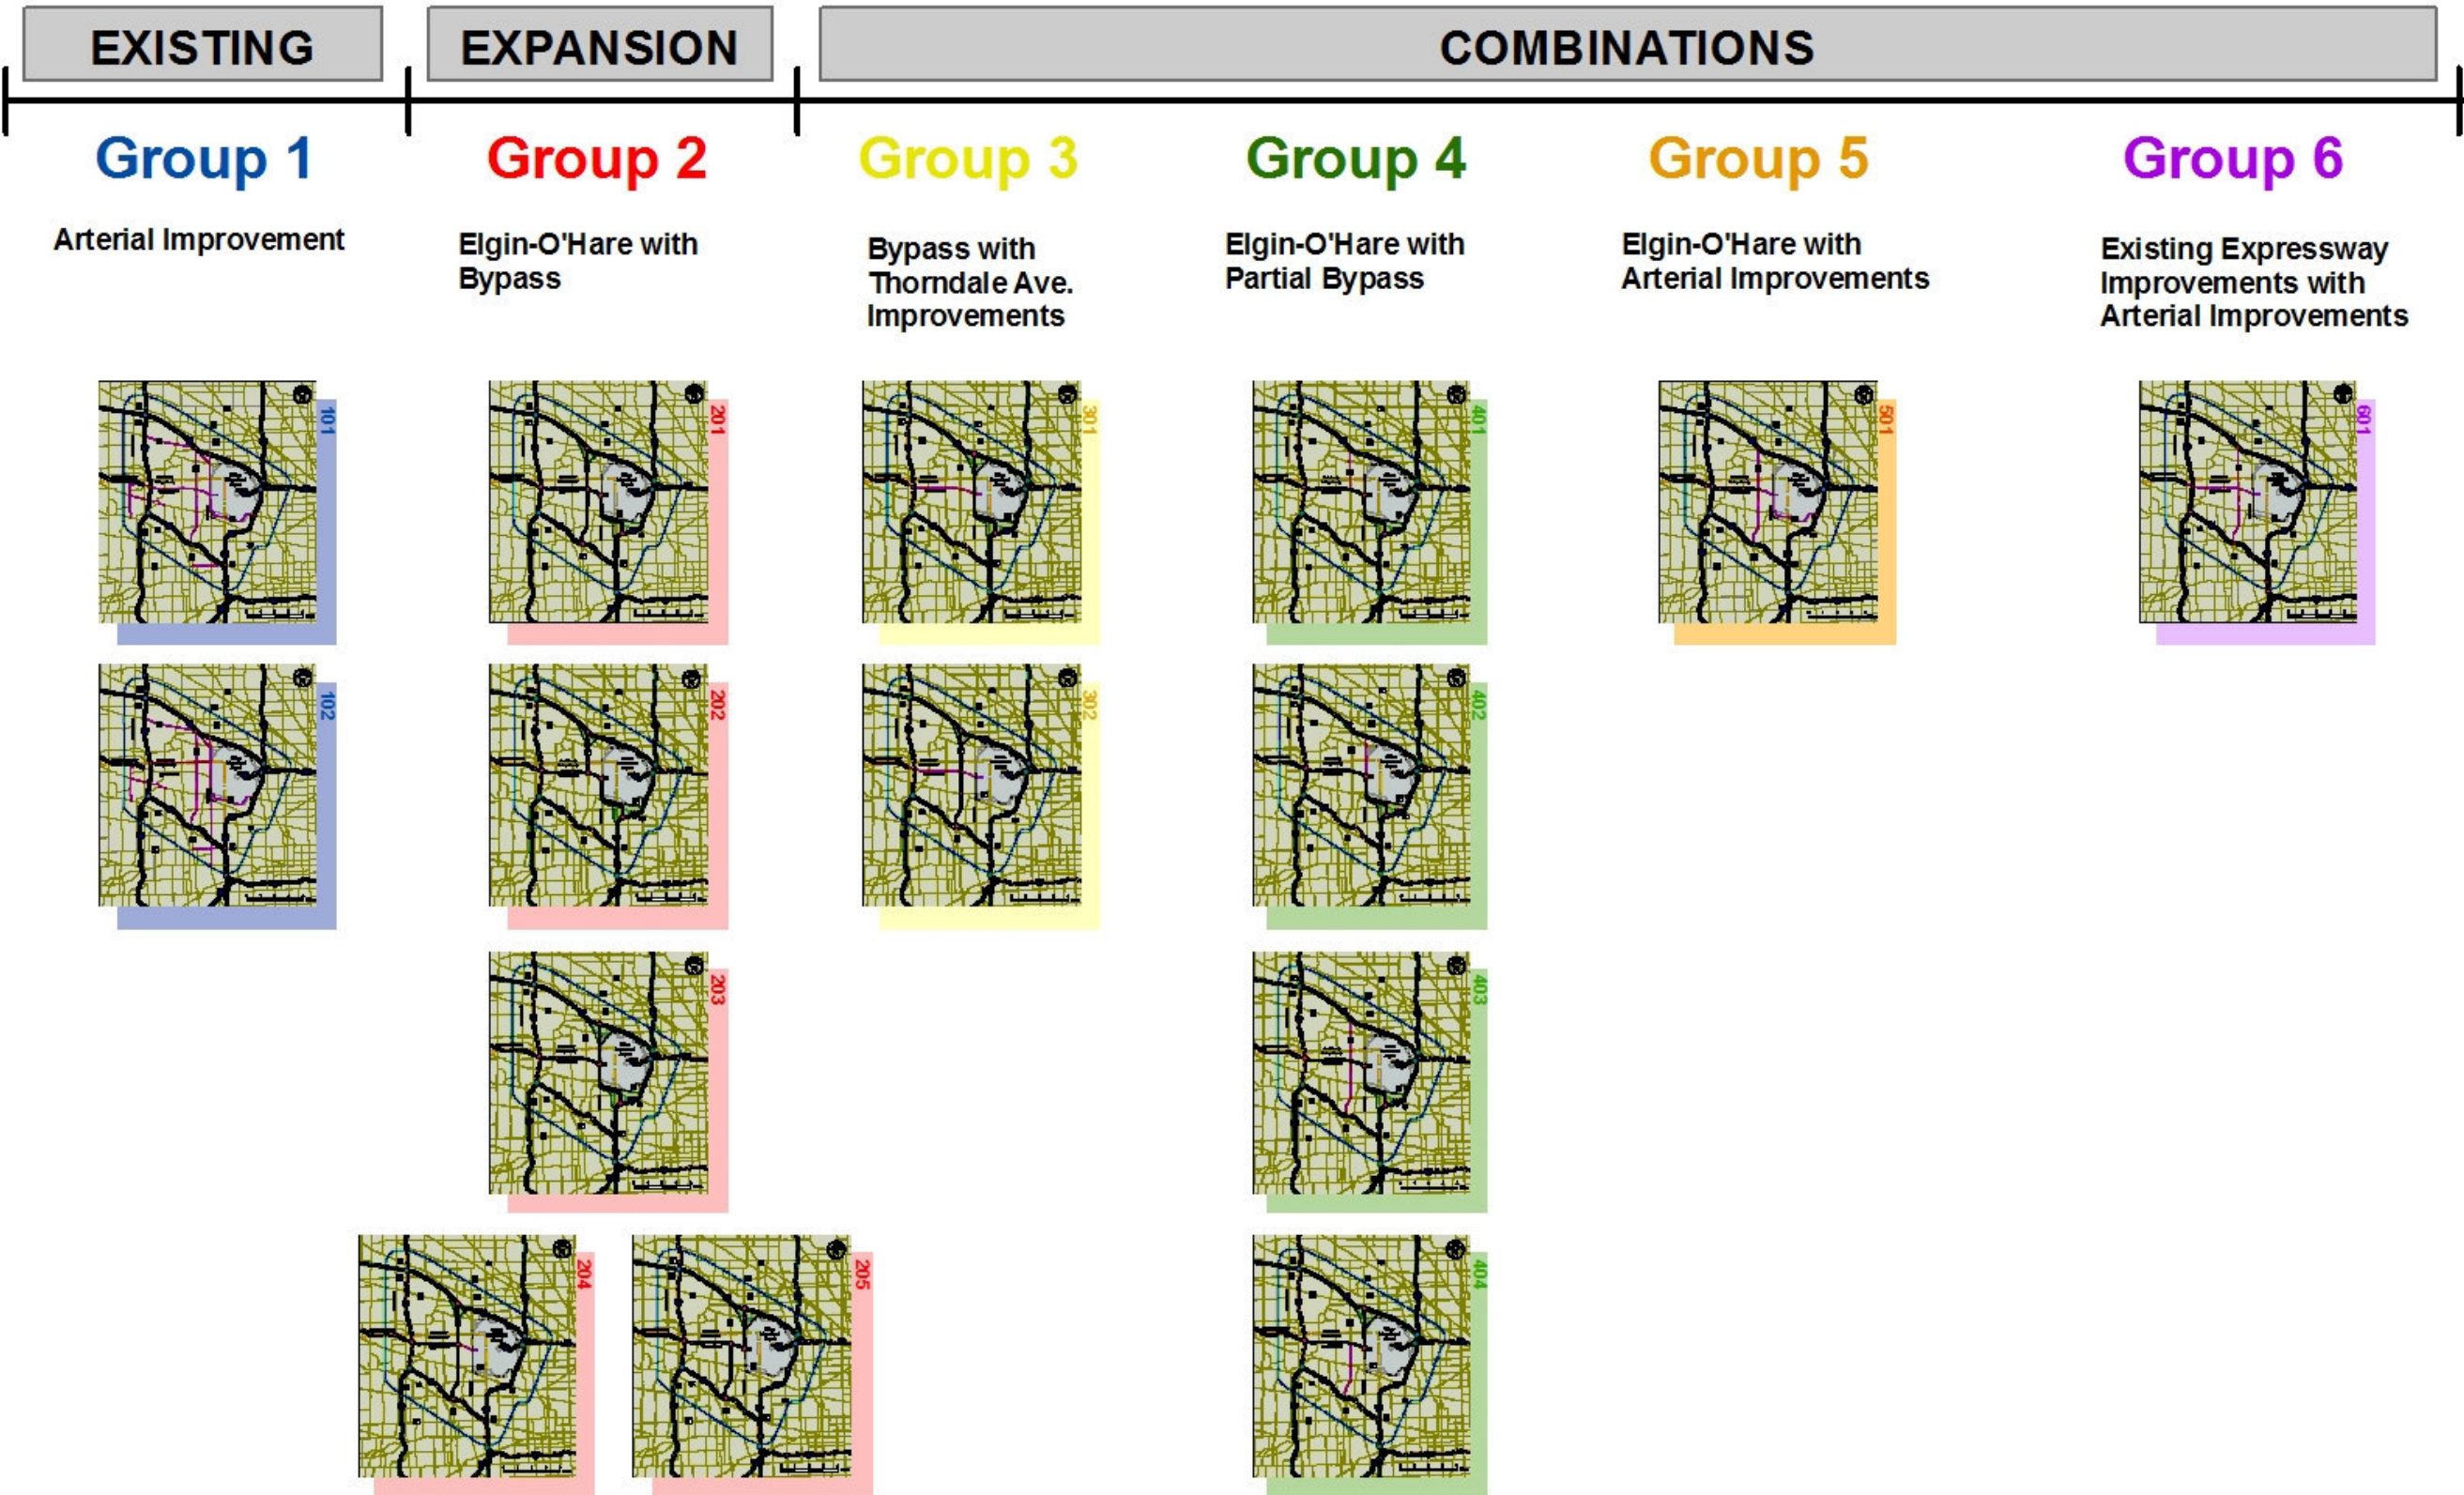 EXISTING
EXPANSION
COMBINATIONS
Group 1
Group 2
Group 3
Group 4
Group 5
Group 6
Arterial Improvement
Elgin-O'Hare with
Bypass
Bypass with
Thorndale Ave.
Improvements
Elgin-O'Hare with
Partial Bypass
Elgin-O'Hare with
Arterial Improvements
Existing Expressway
Improvements with
Arterial Improvements
101
201
301
401
501
601
102
202
302
402
203
403
204
205
404